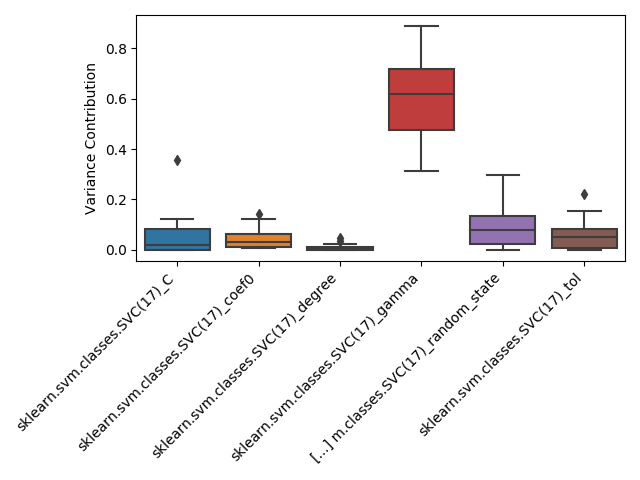 Variance Contribution
0.8
0.6
0.4
0.2
0.0
sklearn.svm.classes.SVC(17)_C
sklearn.svm.classes.SVC(17)_coef0
sklearn.svm.classes.SVC(17)_degree
sklearn.svm.classes.SVC(17)_gamma
[...] m.classes.SVC(17)_random_state
sklearn.svm.classes.SVC(17)_tol